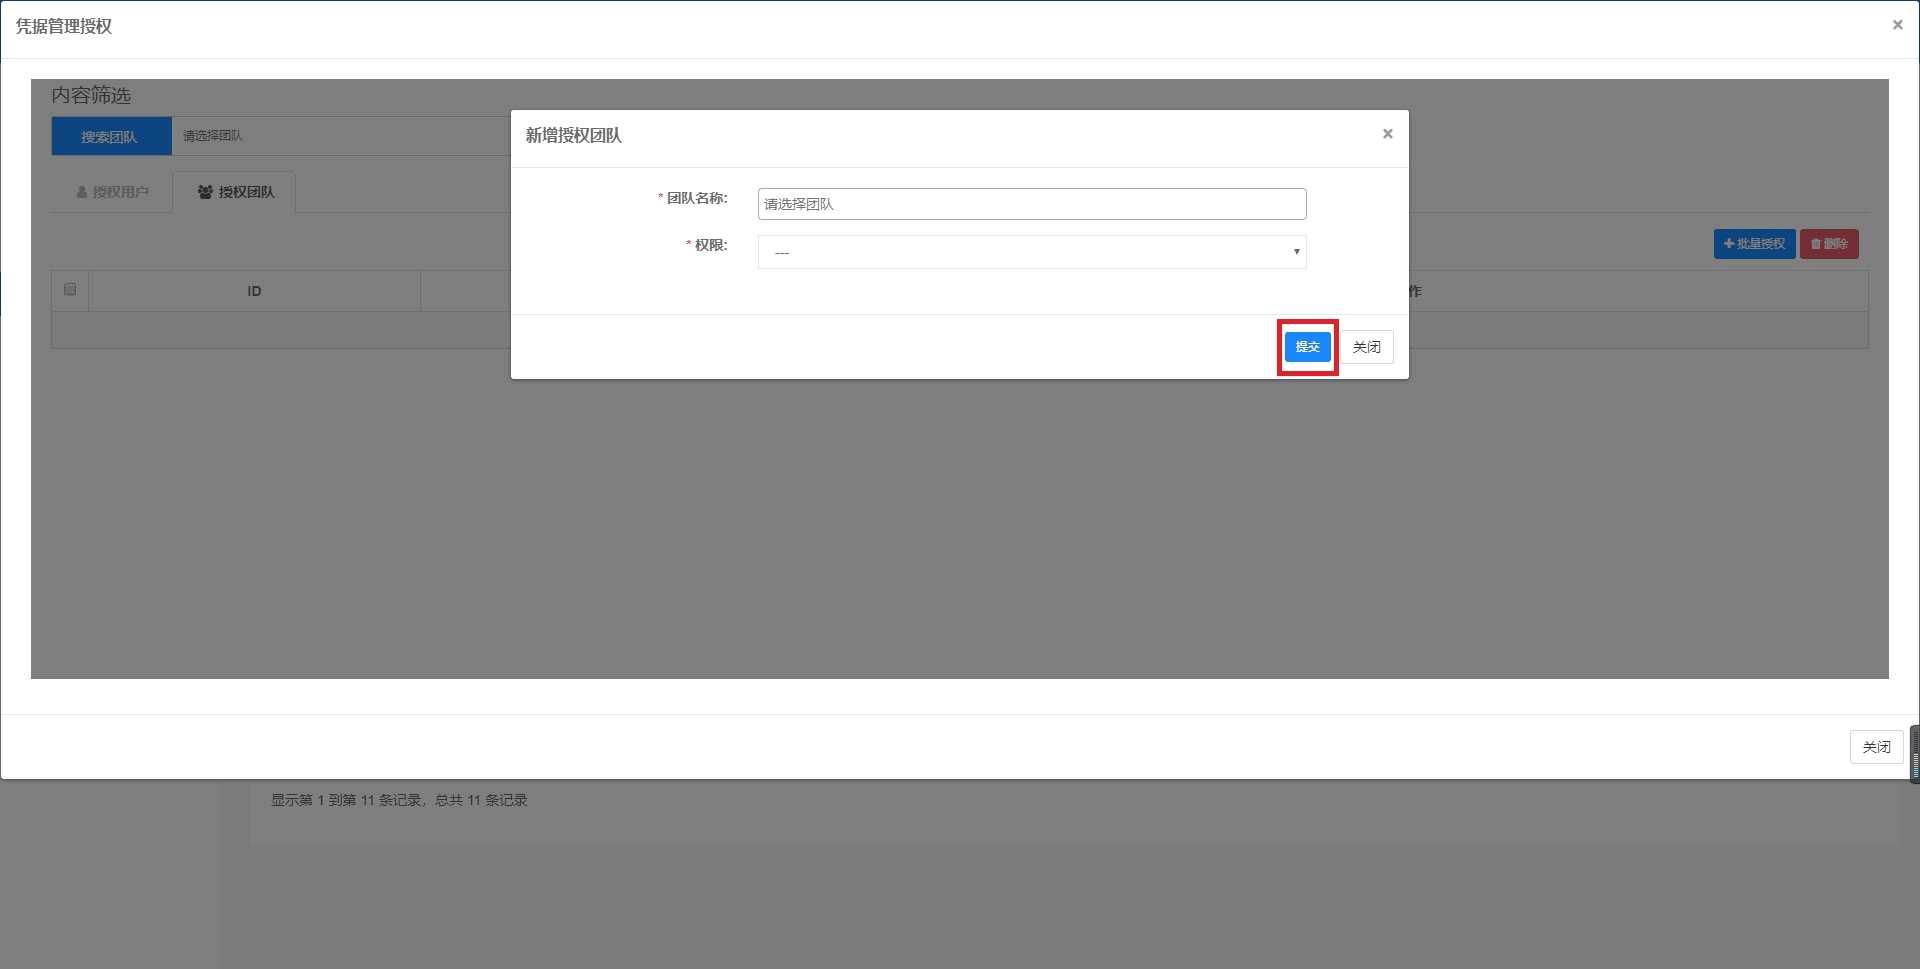 凭据管理授权
×
内容筛选
搜索团队
请选择团队
授权用户
授权团队
批量授权
删除
ID
作
新增授权团队
×
* 团队名称:
请选择团队
* 权限:
---
提交
关闭
关闭
显示第 1 到第 11 条记录，总共 11 条记录